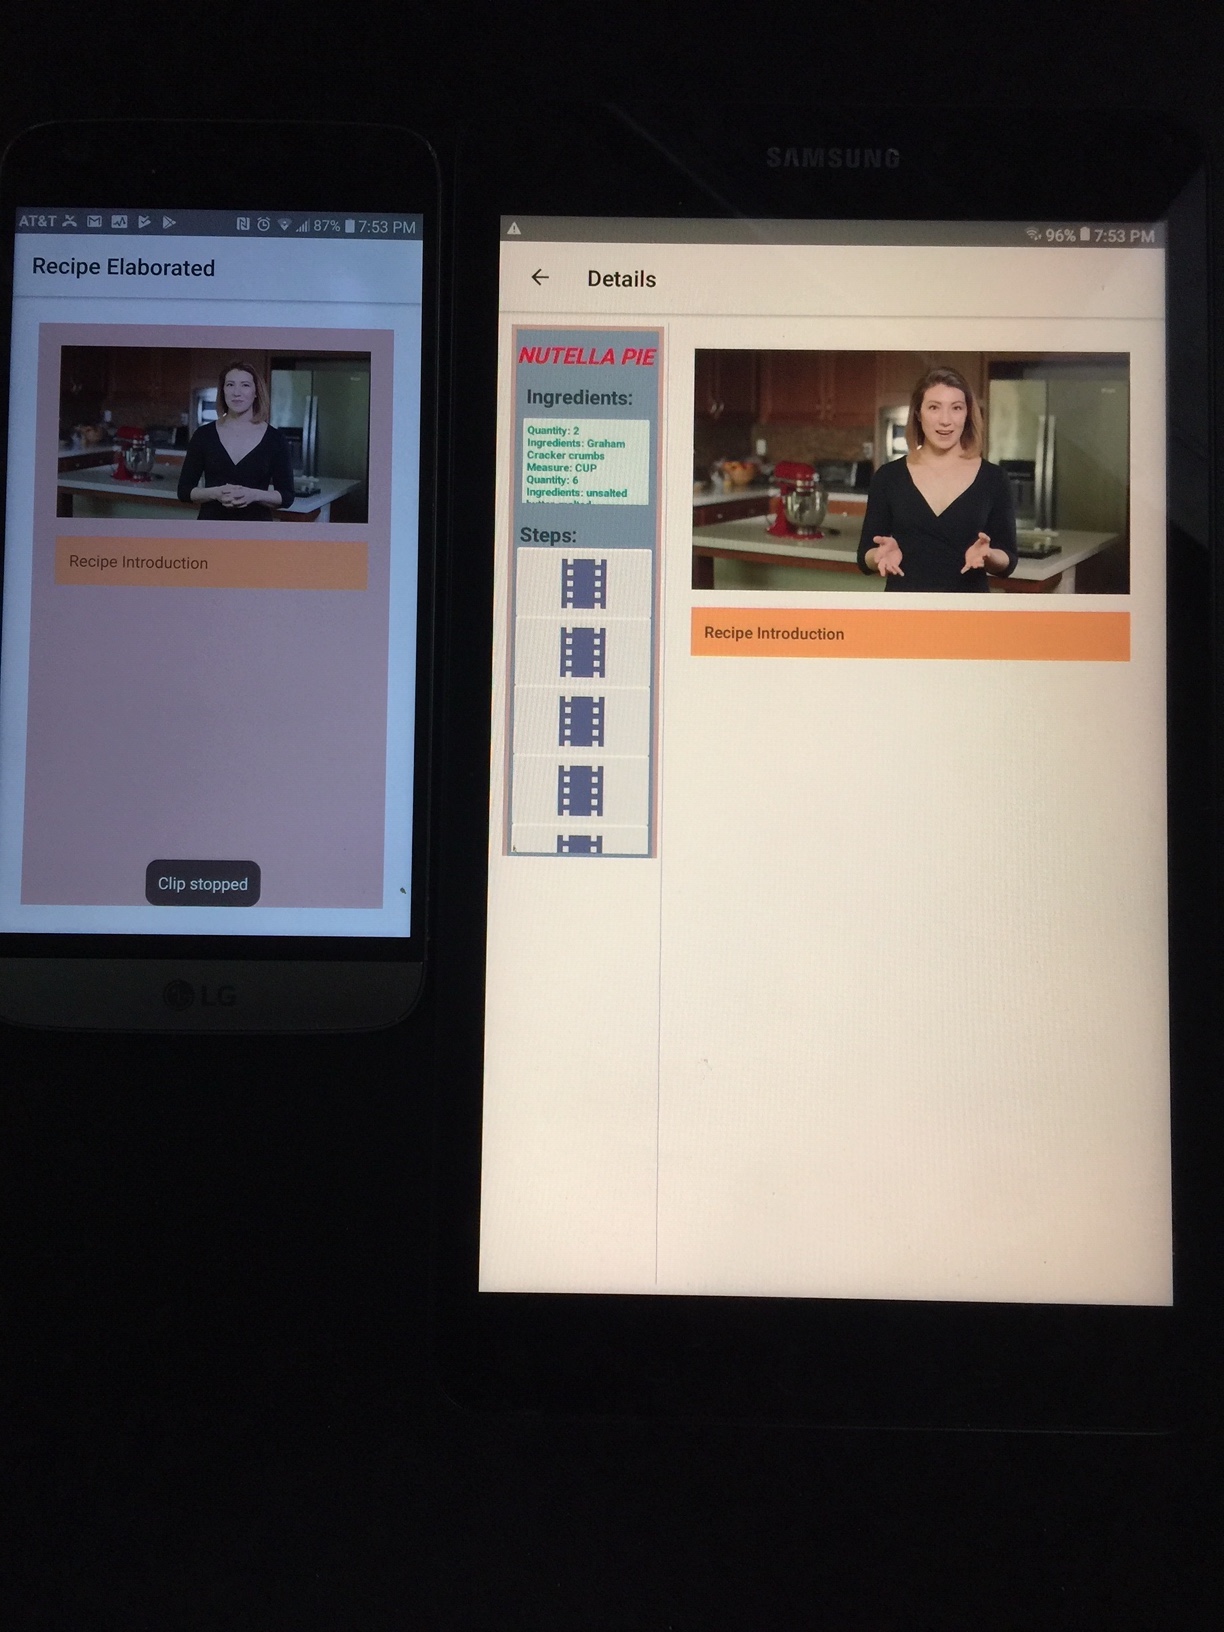 AT&T 87% 7:53 PM
Recipe Elaborated
Recipe Introduction
Clip stopped
LG
SAMSUNG
96% 7:53 PM
Details
NUTELLA PIE
Ingredients:
Quantity: 2
Ingredients: Graham
Cracker crumbs
Measure: CUP
Quantity: 6
Ingredients: unsalted
Steps:
Recipe Introduction